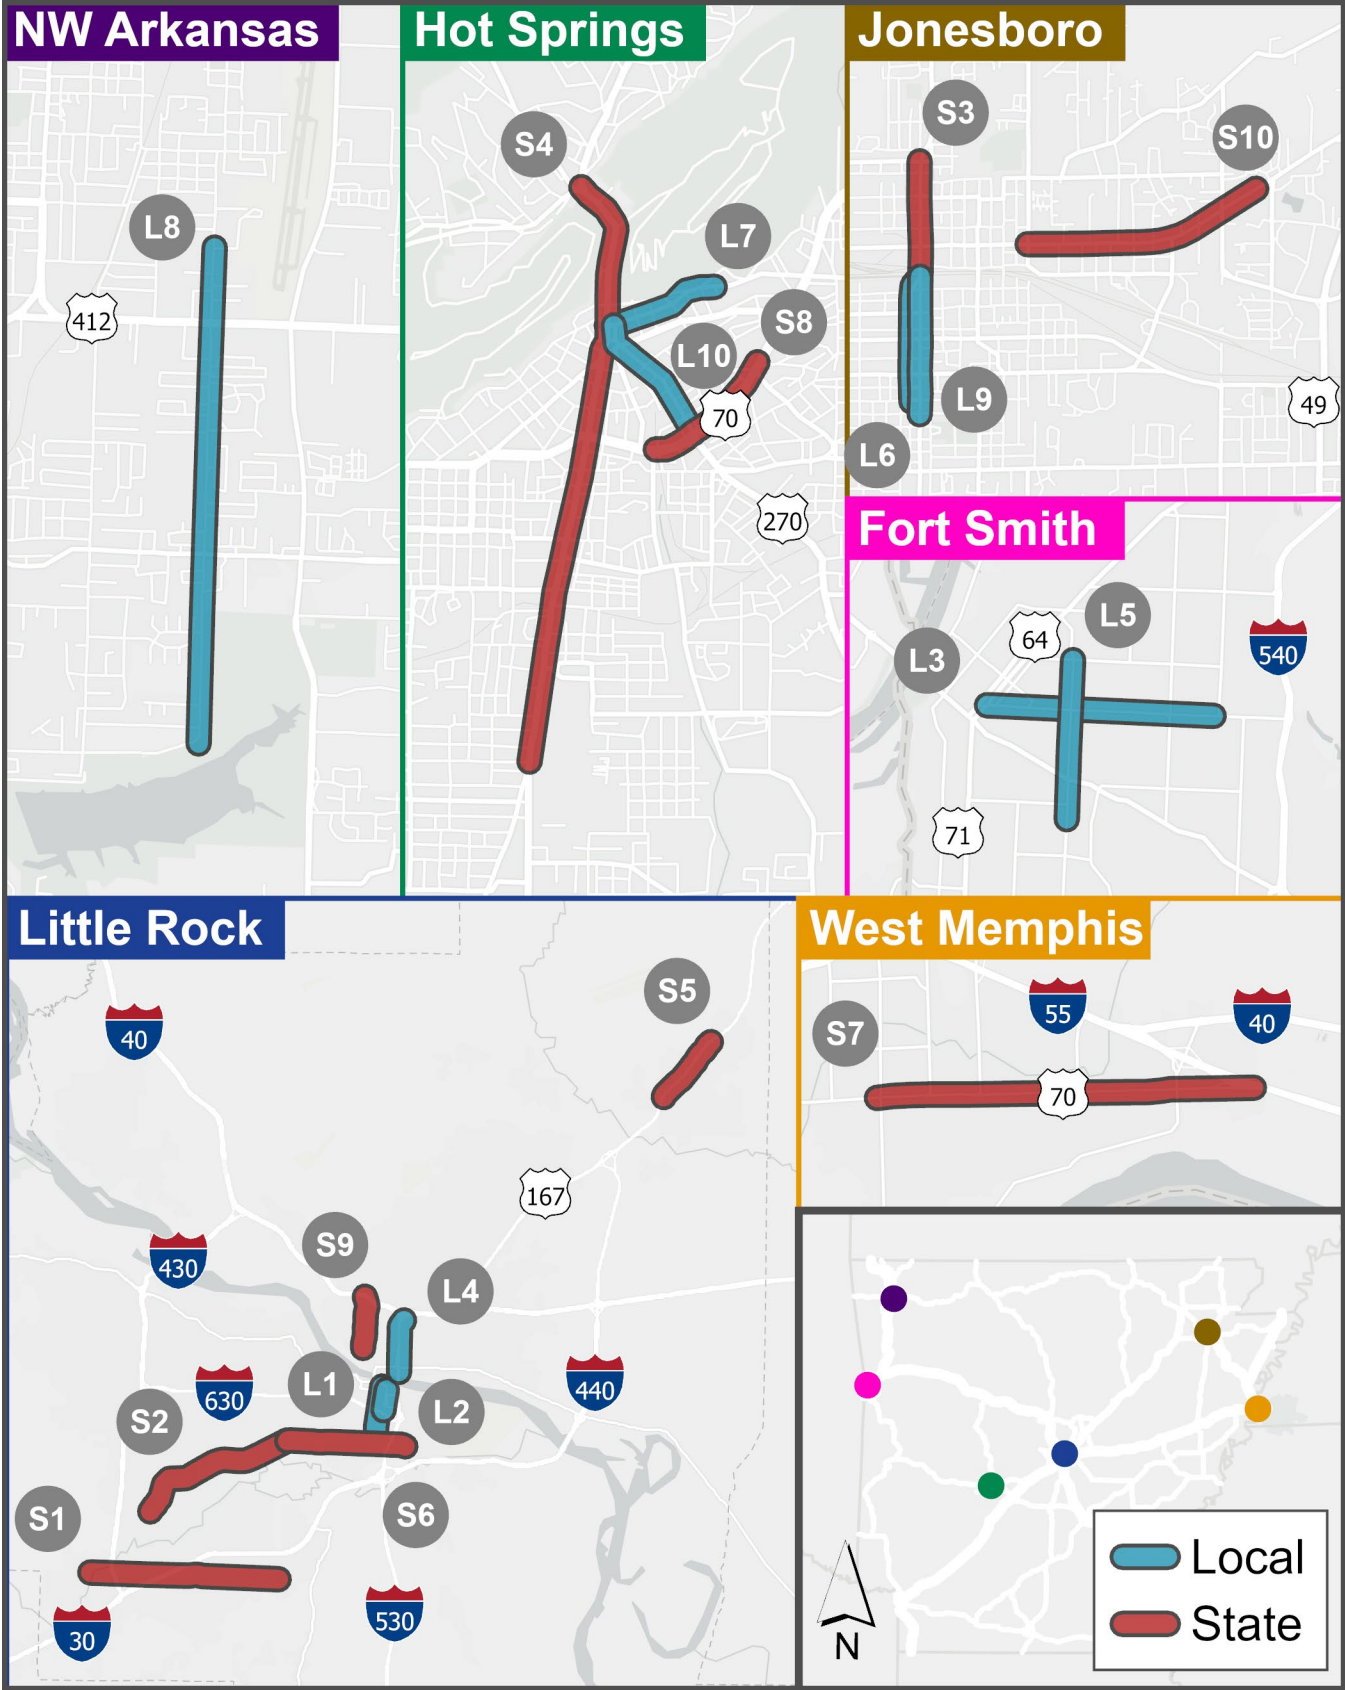 NW Arkansas
L8
412
Hot Springs
S4
L7
S8
L10
70
270
Jonesboro
S3
S10
L9
49
L6
Fort Smith
L5
64
L3
540
71
Little Rock
S5
40
167
S9
430
L4
L1
630
440
S2
L2
S1
S6
530
30
West Memphis
55
40
S7
70
N
Local
State